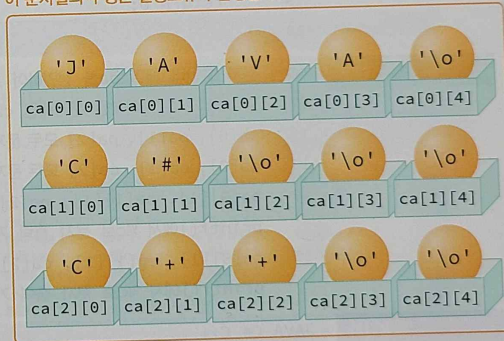 'J' 'A' 'V' 'A' '\o'
ca[0][0] ca[0][1] ca[0][2] ca[0][3] ca[0][4]
'C' '#' '\o' '\o' '\o'
ca[1][0] ca[1][1] ca[1][2] ca[1][3] ca[1][4]
'C' '+' '+' '\o' '\o'
ca[2][0] ca[2][1] ca[2][2] ca[2][3] ca[2][4]